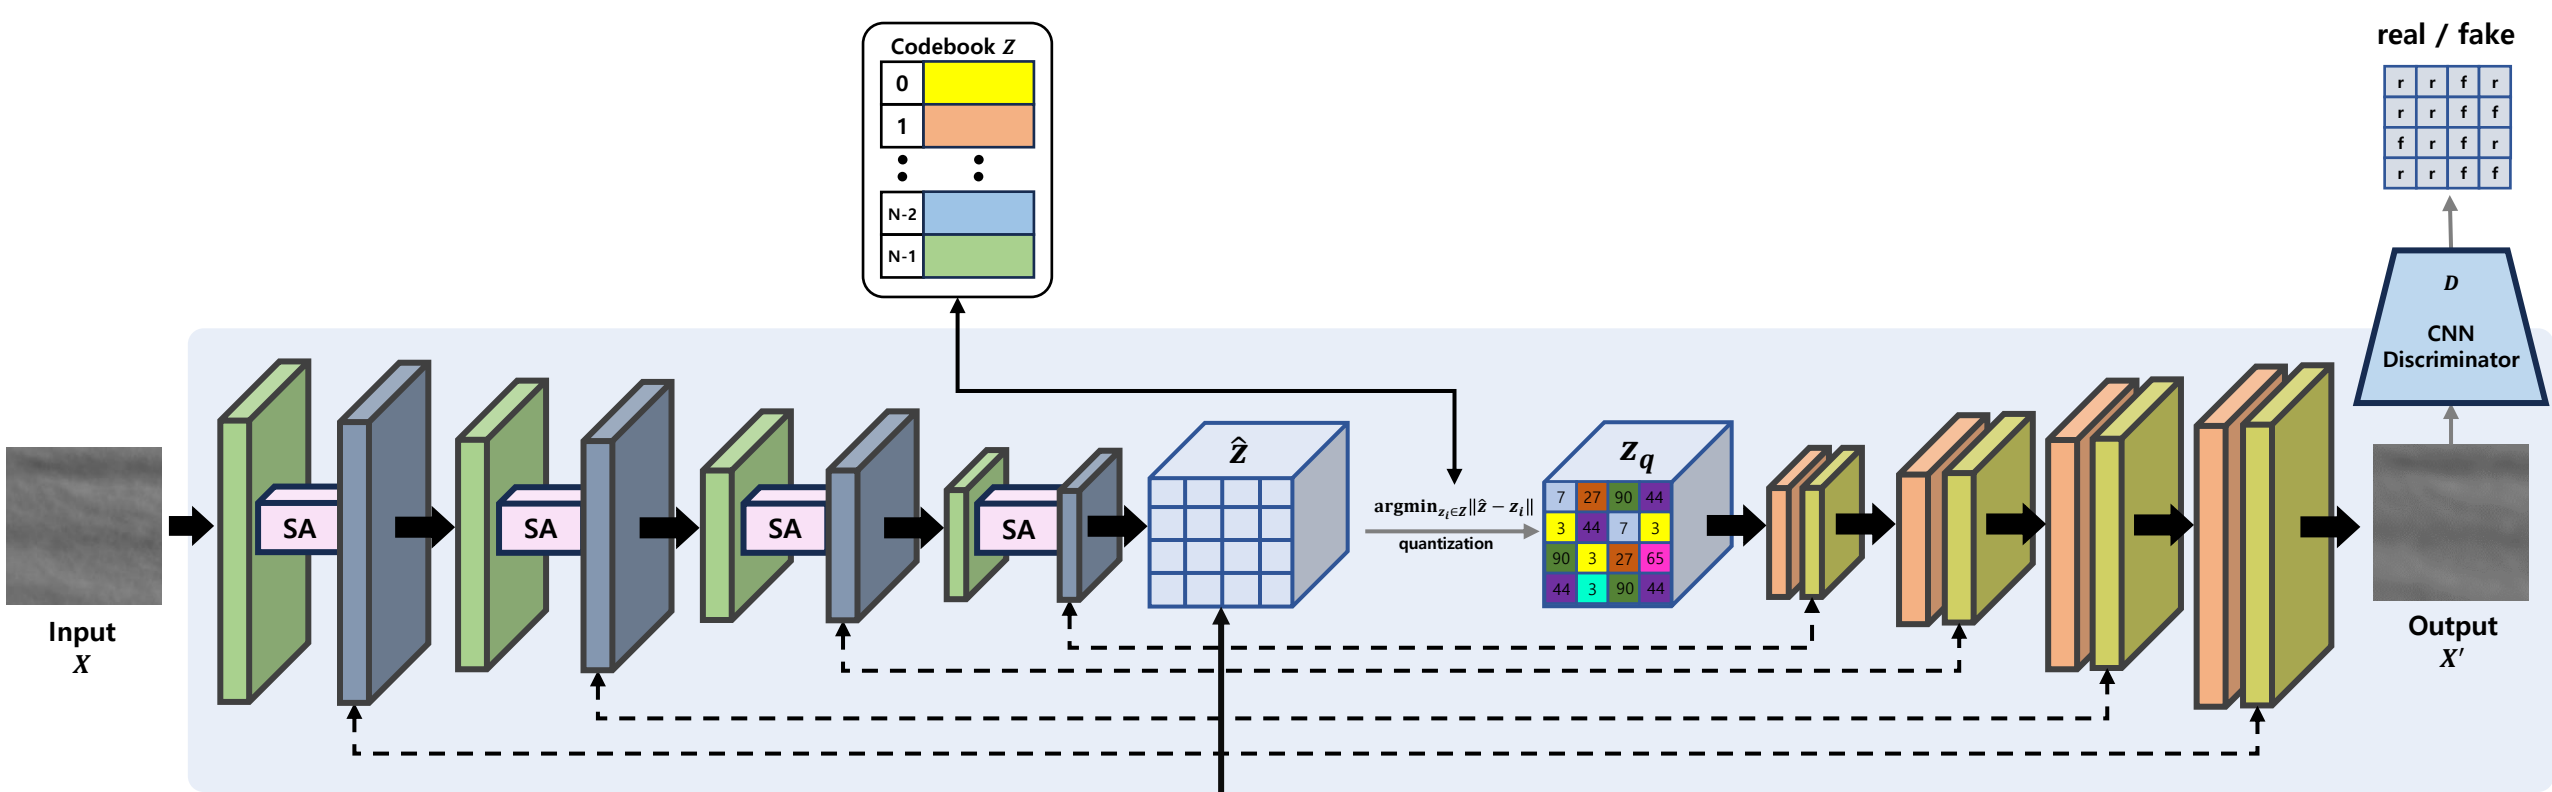 Codebook Z
0
1
N-2
N-1
real / fake
r r f r
r r f f
f r f r
r r f f
D
CNN
Discriminator
Input
X
SA
SA
SA
SA
ẑ
argmin_{z_i∈Z}‖ẑ − z_i‖
quantization
z_q
7 27 90 44
3 44 7 3
90 3 27 65
44 3 90 44
Output
X′